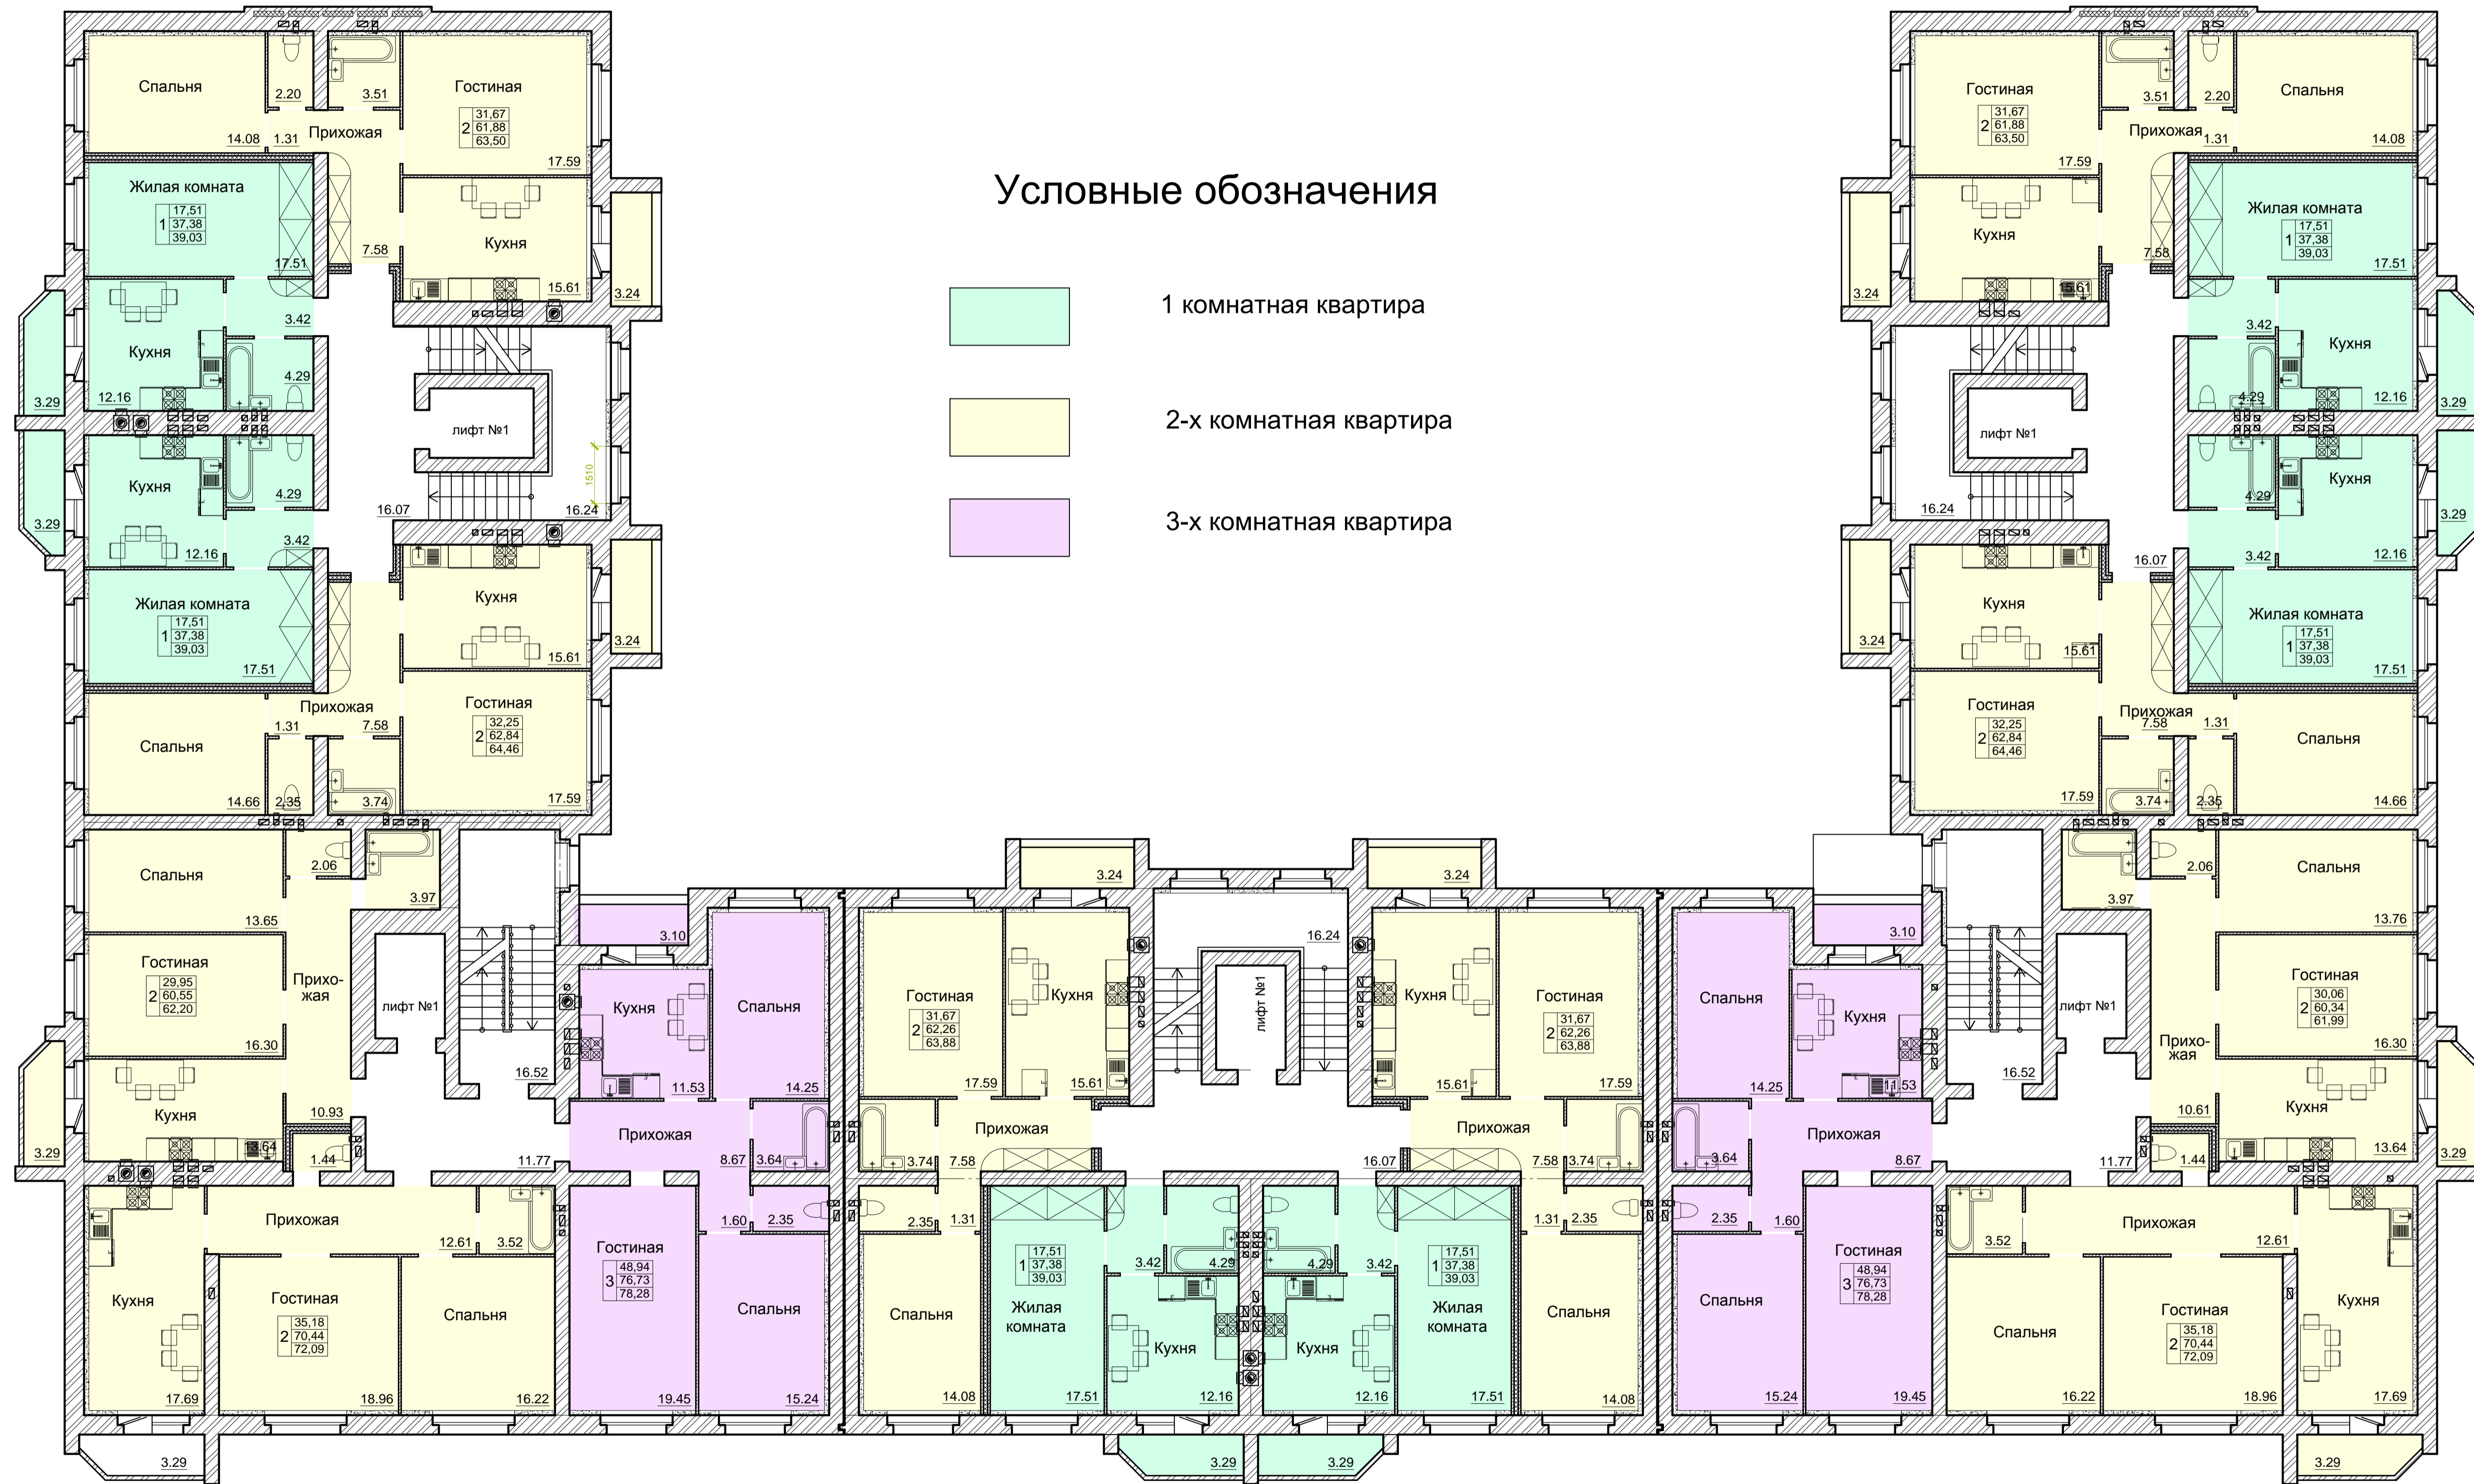 Условные обозначения
1 комнатная квартира
2-х комнатная квартира
3-х комнатная квартира
Спальня
14.08
2.20
1.31
3.51
Прихожая
7.58
Гостиная
2
31,67
61,88
63,50
17.59
Кухня
15.61
3.24
Жилая комната
1
17,51
37,38
39,03
17.51
3.42
Кухня
12.16
4.29
3.29
лифт №1
1510
16.07
16.24
Кухня
12.16
4.29
3.42
3.29
Жилая комната
1
17,51
37,38
39,03
17.51
Кухня
15.61
3.24
Прихожая
1.31
7.58
Гостиная
2
32,25
62,84
64,46
17.59
Спальня
14.66
2.35
3.74
Спальня
13.65
2.06
3.97
Гостиная
2
29,95
60,55
62,20
16.30
Прихо-
жая
10.93
Кухня
13.64
3.29
1.44
лифт №1
16.52
11.77
Прихожая
12.61
3.52
Кухня
17.69
Гостиная
2
35,18
70,44
72,09
18.96
Спальня
16.22
3.29
3.10
Кухня
11.53
Спальня
14.25
Прихожая
8.67
3.64
1.60
2.35
Гостиная
3
48,94
76,73
78,28
19.45
Спальня
15.24
3.24
Гостиная
2
31,67
62,26
63,88
17.59
Кухня
15.61
Прихожая
3.74
7.58
2.35
1.31
Спальня
14.08
16.24
лифт №1
16.07
1
17,51
37,38
39,03
Жилая
комната
17.51
3.42
4.29
Кухня
12.16
3.29
4.29
3.42
Кухня
12.16
3.29
1
17,51
37,38
39,03
Жилая
комната
17.51
3.24
Кухня
15.61
Гостиная
2
31,67
62,26
63,88
17.59
Прихожая
7.58
3.74
1.31
2.35
Спальня
14.08
3.10
Спальня
14.25
Кухня
11.53
Прихожая
8.67
3.64
2.35
1.60
Спальня
15.24
Гостиная
3
48,94
76,73
78,28
19.45
Гостиная
2
31,67
61,88
63,50
17.59
3.51
2.20
Прихожая
1.31
Спальня
14.08
Кухня
15.61
7.58
3.24
Жилая комната
1
17,51
37,38
39,03
17.51
3.42
Кухня
12.16
4.29
3.29
лифт №1
16.24
16.07
4.29
Кухня
12.16
3.42
3.29
Жилая комната
1
17,51
37,38
39,03
17.51
Кухня
15.61
3.24
Гостиная
2
32,25
62,84
64,46
17.59
Прихожая
7.58
1.31
3.74
2.35
Спальня
14.66
3.97
2.06
Спальня
13.76
Гостиная
2
30,06
60,34
61,99
16.30
лифт №1
Прихо-
жая
10.61
16.52
Кухня
13.64
3.29
11.77
1.44
3.52
Прихожая
12.61
Спальня
16.22
Гостиная
2
35,18
70,44
72,09
18.96
Кухня
17.69
3.29